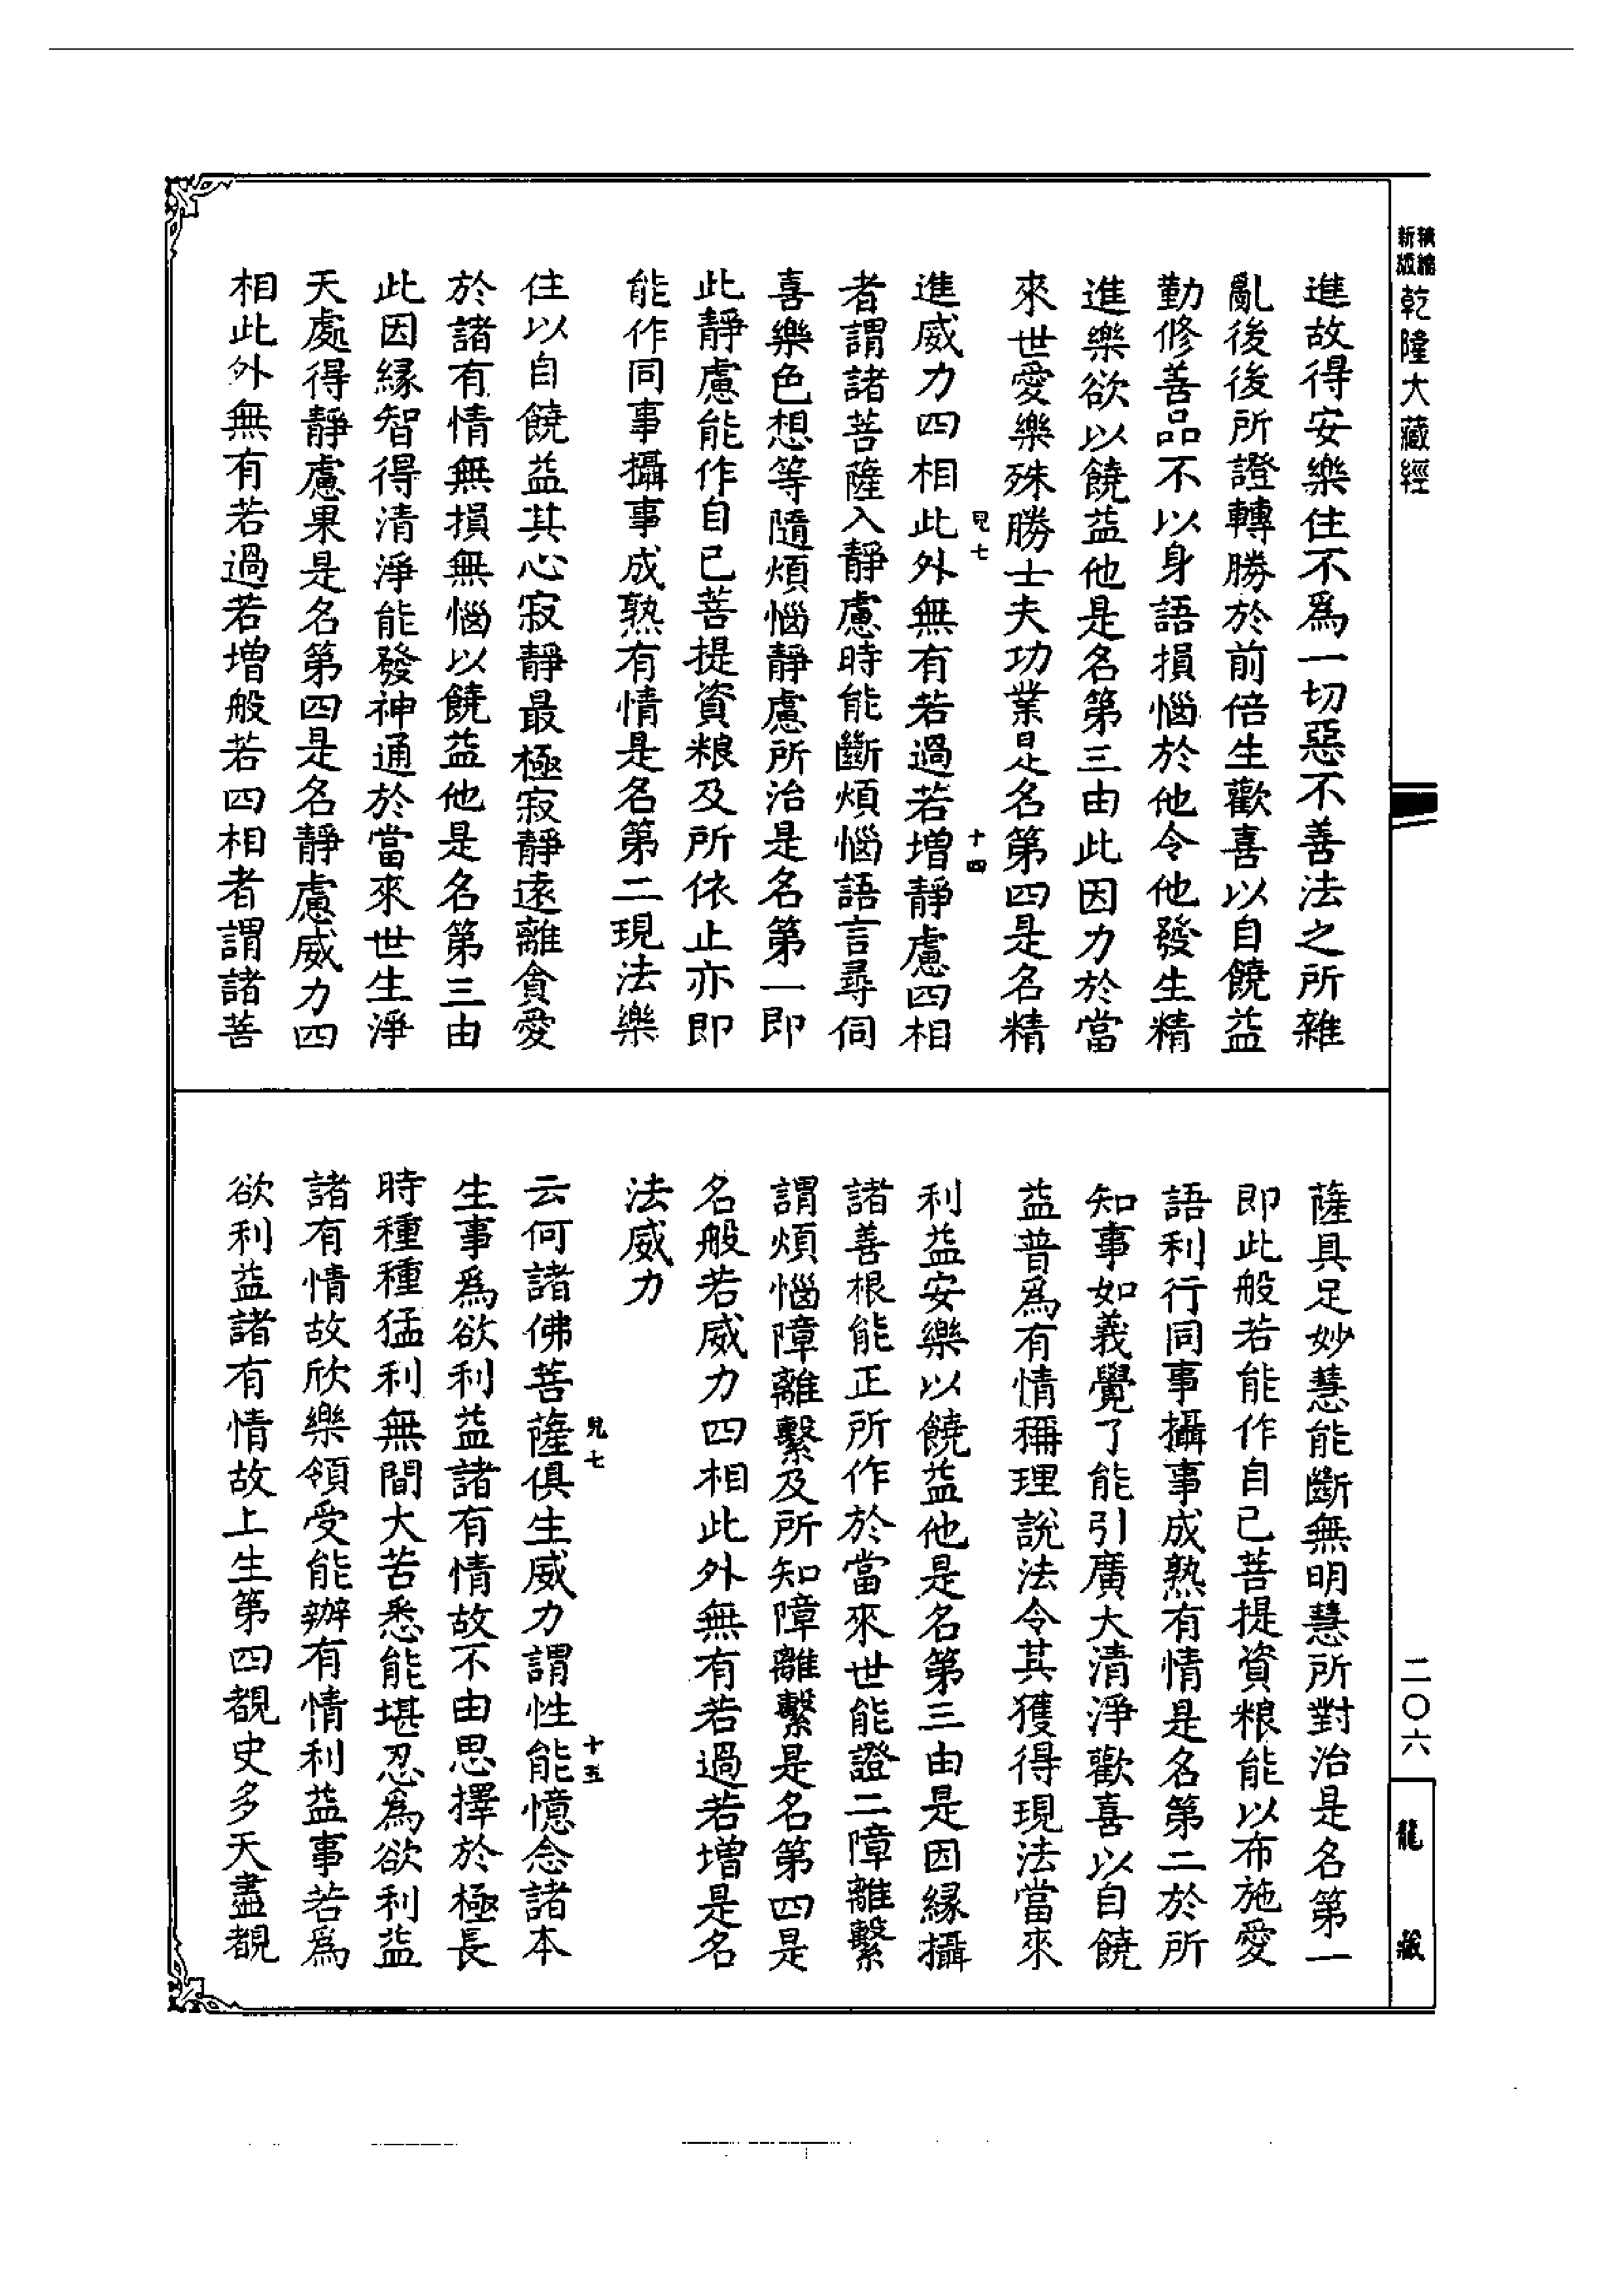 新版精縮乾隆大藏經
進故得安樂住不為一切惡不善法之所雜
亂後後所證轉勝於前倍生歡喜以自饒益
勤修善品不以身語損惱於他令他發生精
進樂欲以饒益他是名第三由此因力於當
來世愛樂殊勝士夫功業是名第四是名精
進威力四相此外無有若過若增靜慮四相
皃七
十四
者謂諸菩薩入靜慮時能斷煩惱語言尋伺
喜樂色想等隨煩惱靜慮所治是名第一即
此靜慮能作自已菩提資粮及所依止亦即
能作同事攝事成熟有情是名第二現法樂
住以自饒益其心寂靜最極寂靜遠離貪愛
於諸有情無損無惱以饒益他是名第三由
此因緣智得清淨能發神通於當來世生淨
天處得靜慮果是名第四是名靜慮威力四
相此外無有若過若增般若四相者謂諸菩
薩具足妙慧能斷無明慧所對治是名第一
即此般若能作自已菩提資粮能以布施愛
語利行同事攝事成熟有情是名第二於所
知事如義覺了能引廣大清淨歡喜以自饒
益普為有情稱理說法令其獲得現法當來
利益安樂以饒益他是名第三由是因緣攝
諸善根能正所作於當來世能證二障離繫
謂煩惱障離繫及所知障離繫是名第四是
名般若威力四相此外無有若過若增是名
法威力
云何諸佛菩薩俱生威力謂性能憶念諸本
皃七
十五
生事為欲利益諸有情故不由思擇於極長
時種種猛利無間大苦悉能堪忍為欲利益
諸有情故欣樂領受能辦有情利益事若為
欲利益諸有情故上生第四覩史多天盡覩
二〇六
龍藏